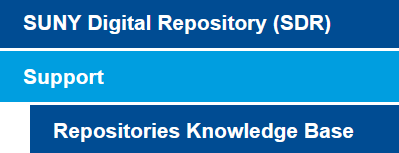 SUNY Digital Repository (SDR)
Support
Repositories Knowledge Base